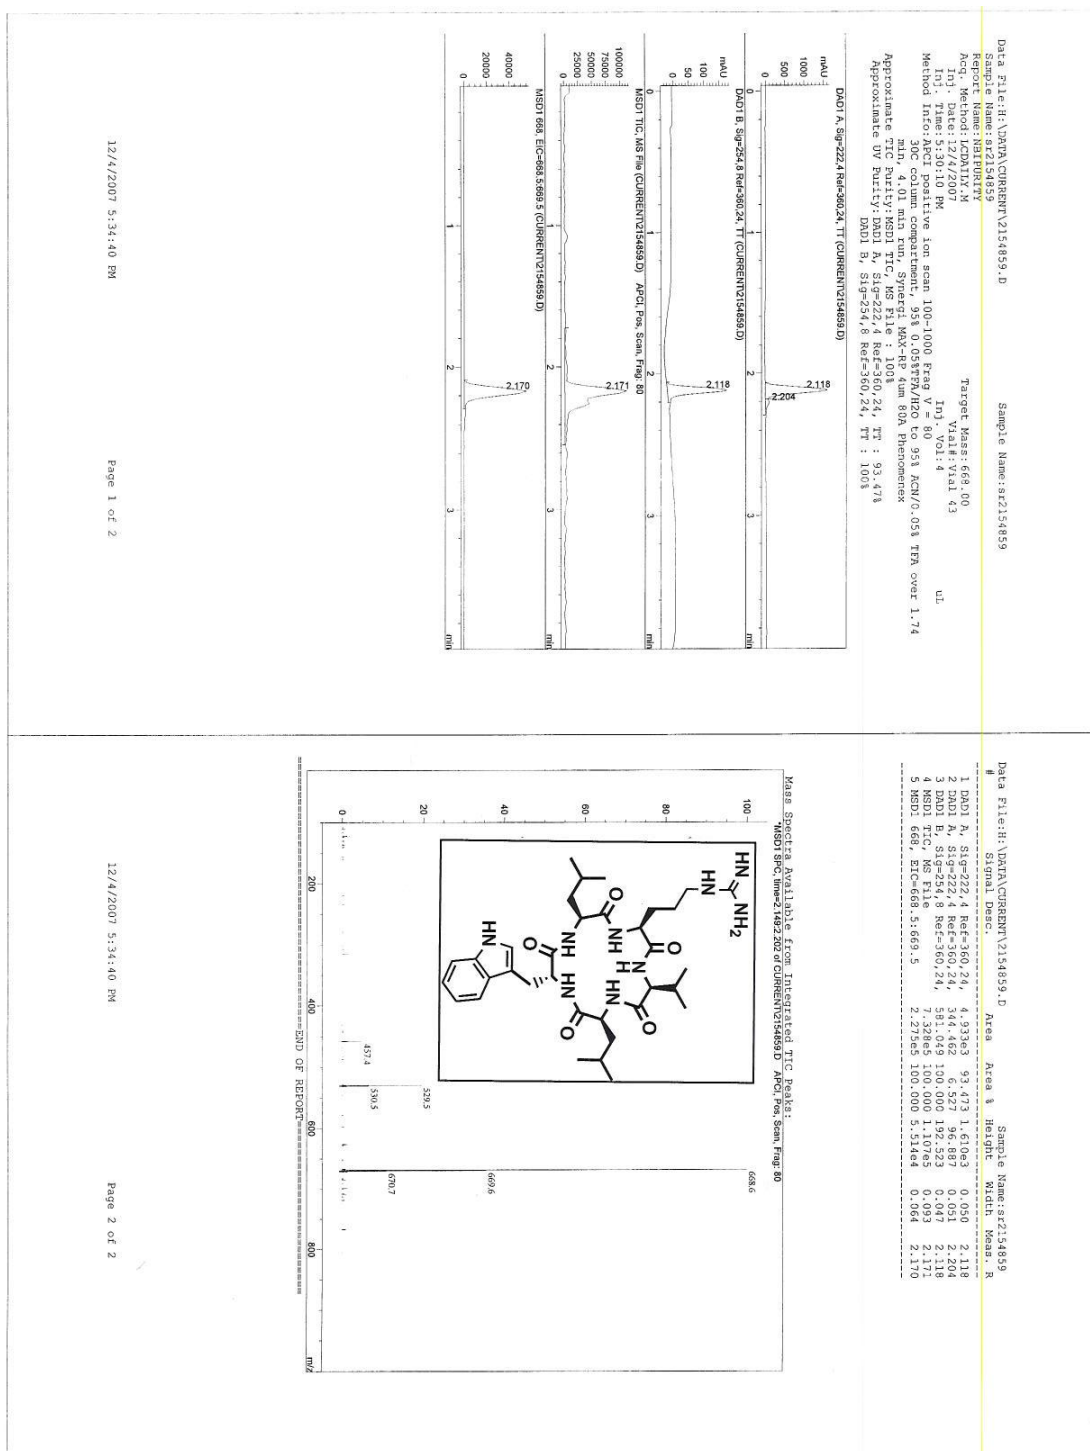 Data File:H:\DATA\CURRENT\2154859.D Sample Name:sr2154859
Sample Name:sr2154859
Report Name:NBIPURITY
Acq. Method:LCDAILY.M Target Mass:668.00
Inj. Date:12/4/2007 Vial#:Vial 43
Inj. Time:5:30:10 PM Inj. Vol:4 uL
Method Info:APCI positive ion scan 100-1000 Frag V = 80
30C column compartment, 95% 0.05%TFA/H2O to 95% ACN/0.05% TFA over 1.74
min, 4.01 min run, Synergi MAX-RP 4um 80A Phenomenex
Approximate TIC Purity:MSD1 TIC, MS File : 100%
Approximate UV Purity:DAD1 A, Sig=222,4 Ref=360,24, TT : 93.47%
DAD1 B, Sig=254,8 Ref=360,24, TT : 100%
DAD1 A, Sig=222,4 Ref=360,24, TT (CURRENT\2154859.D)
mAU
1000
500
0
2.118
2.204
0 1 2 3 min
DAD1 B, Sig=254,8 Ref=360,24, TT (CURRENT\2154859.D)
mAU
100
50
0
2.118
0 1 2 3 min
MSD1 TIC, MS File (CURRENT\2154859.D) APCI, Pos, Scan, Frag: 80
100000
75000
50000
25000
0
2.171
1 2 3 min
MSD1 668, EIC=668.5:669.5 (CURRENT\2154859.D)
40000
20000
0
2.170
1 2 3 min
12/4/2007 5:34:40 PM Page 1 of 2
Data File:H:\DATA\CURRENT\2154859.D Sample Name:sr2154859
# Signal Desc. Area Area % Height Width Meas. R
1 DAD1 A, Sig=222,4 Ref=360,24, 4.933e3 93.473 1.610e3 0.050 2.118
2 DAD1 A, Sig=222,4 Ref=360,24, 344.462 6.527 96.887 0.051 2.204
3 DAD1 B, Sig=254,8 Ref=360,24, 581.049 100.000 192.523 0.047 2.118
4 MSD1 TIC, MS File 7.328e5 100.000 1.107e5 0.093 2.171
5 MSD1 668, EIC=668.5:669.5 2.275e5 100.000 5.514e4 0.064 2.170
Mass Spectra Available from Integrated TIC Peaks:
*MSD1 SPC, time=2.149:2.202 of CURRENT\2154859.D APCI, Pos, Scan, Frag: 80
100
80
60
40
20
0
HN NH2
HN
O
O
NH
N
H
NH
HN
O
O
HN
O
HN
668.6
669.6
670.7
529.5
530.5
457.4
200 400 600 800 m/z
END OF REPORT
12/4/2007 5:34:40 PM Page 2 of 2